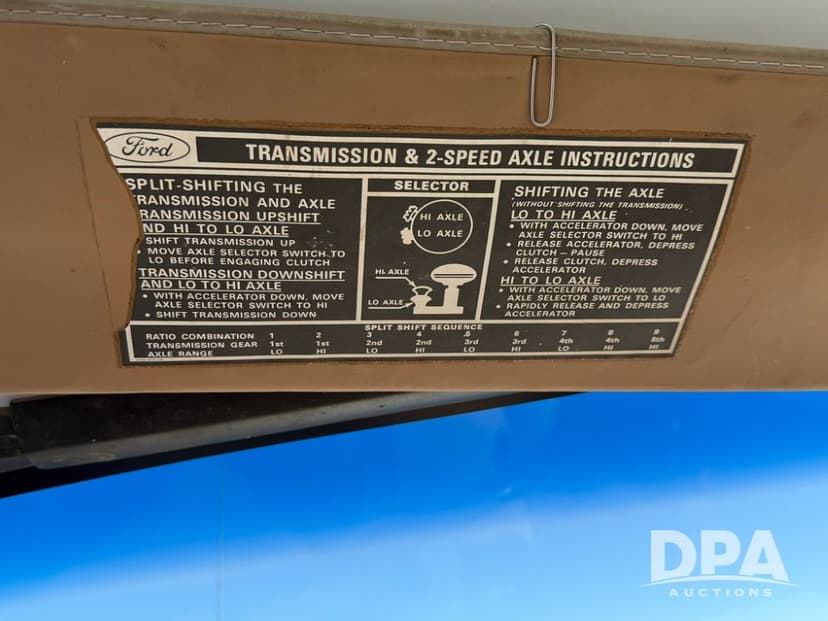 Ford
TRANSMISSION & 2-SPEED AXLE INSTRUCTIONS
SPLIT-SHIFTING THE
TRANSMISSION AND AXLE
TRANSMISSION UPSHIFT
ND HI TO LO AXLE
SHIFT TRANSMISSION UP
• MOVE AXLE SELECTOR SWITCH TO
LO BEFORE ENGAGING CLUTCH
TRANSMISSION DOWNSHIFT
AND LO TO HI AXLE
• WITH ACCELERATOR DOWN, MOVE
AXLE SELECTOR SWITCH TO HI
• SHIFT TRANSMISSION DOWN
SELECTOR
HI AXLE
LO AXLE
HI AXLE
LO AXLE
SHIFTING THE AXLE
(WITHOUT SHIFTING THE TRANSMISSION)
LO TO HI AXLE
• WITH ACCELERATOR DOWN, MOVE
AXLE SELECTOR SWITCH TO HI
• RELEASE ACCELERATOR, DEPRESS
CLUTCH – PAUSE
• RELEASE CLUTCH, DEPRESS
ACCELERATOR
HI TO LO AXLE
• WITH ACCELERATOR DOWN, MOVE
AXLE SELECTOR SWITCH TO LO
• RAPIDLY RELEASE AND DEPRESS
ACCELERATOR
SPLIT SHIFT SEQUENCE
RATIO COMBINATION 1 2 3 4 5 6 7 8 9
TRANSMISSION GEAR 1st 1st 2nd 2nd 3rd 3rd 4th 4th 5th
AXLE RANGE LO HI LO HI LO HI LO HI HI
DPA
AUCTIONS